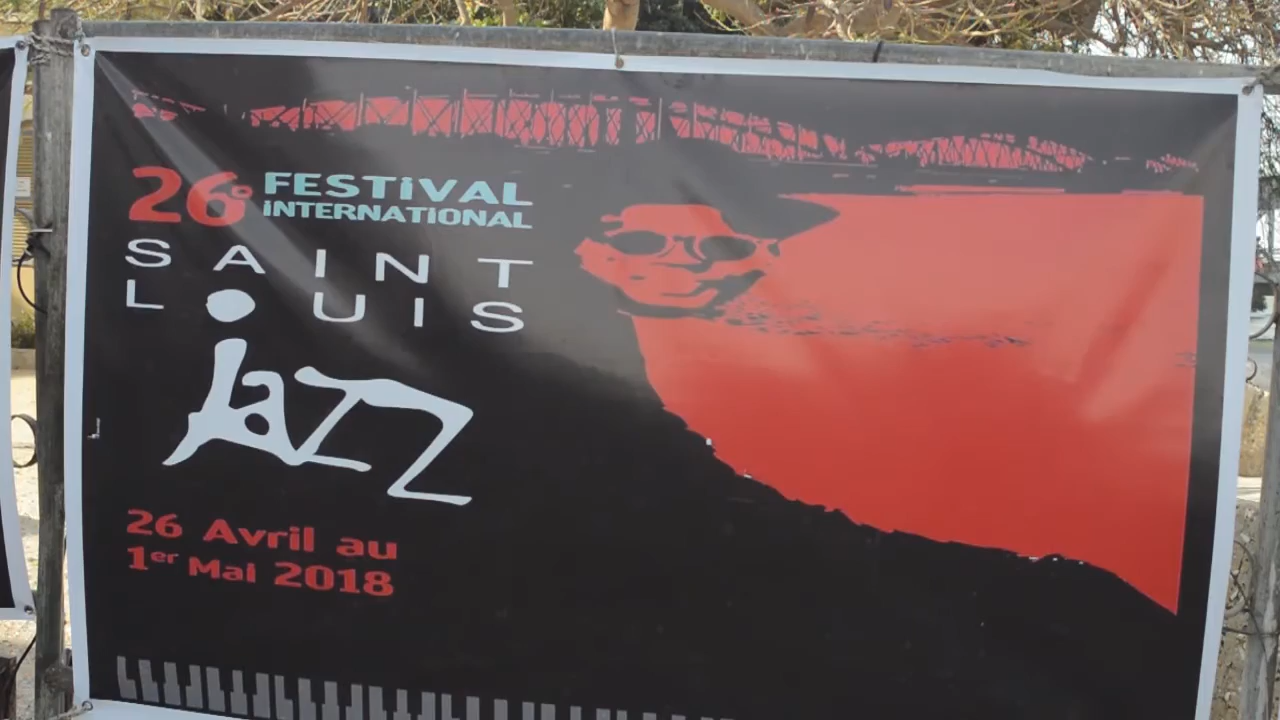 26e FESTiVAL
INTERNATiONAL
SAINT
LOUIS
jazz
26 Avril au
1er Mai 2018